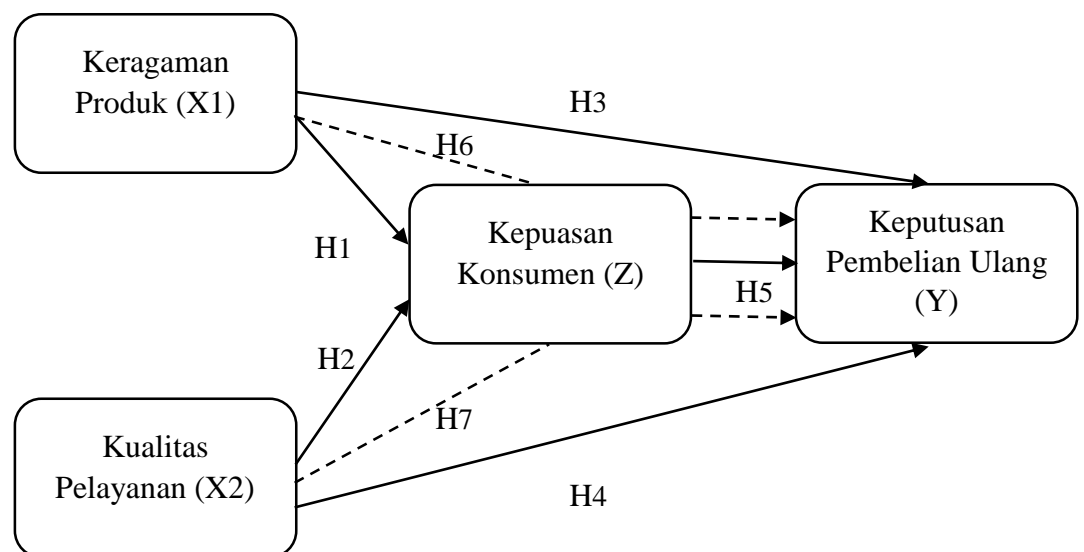 Keragaman
Produk (X1)
H3
H6
H1
Kepuasan
Konsumen (Z)
Keputusan
Pembelian Ulang
(Y)
H5
H2
H7
Kualitas
Pelayanan (X2)
H4